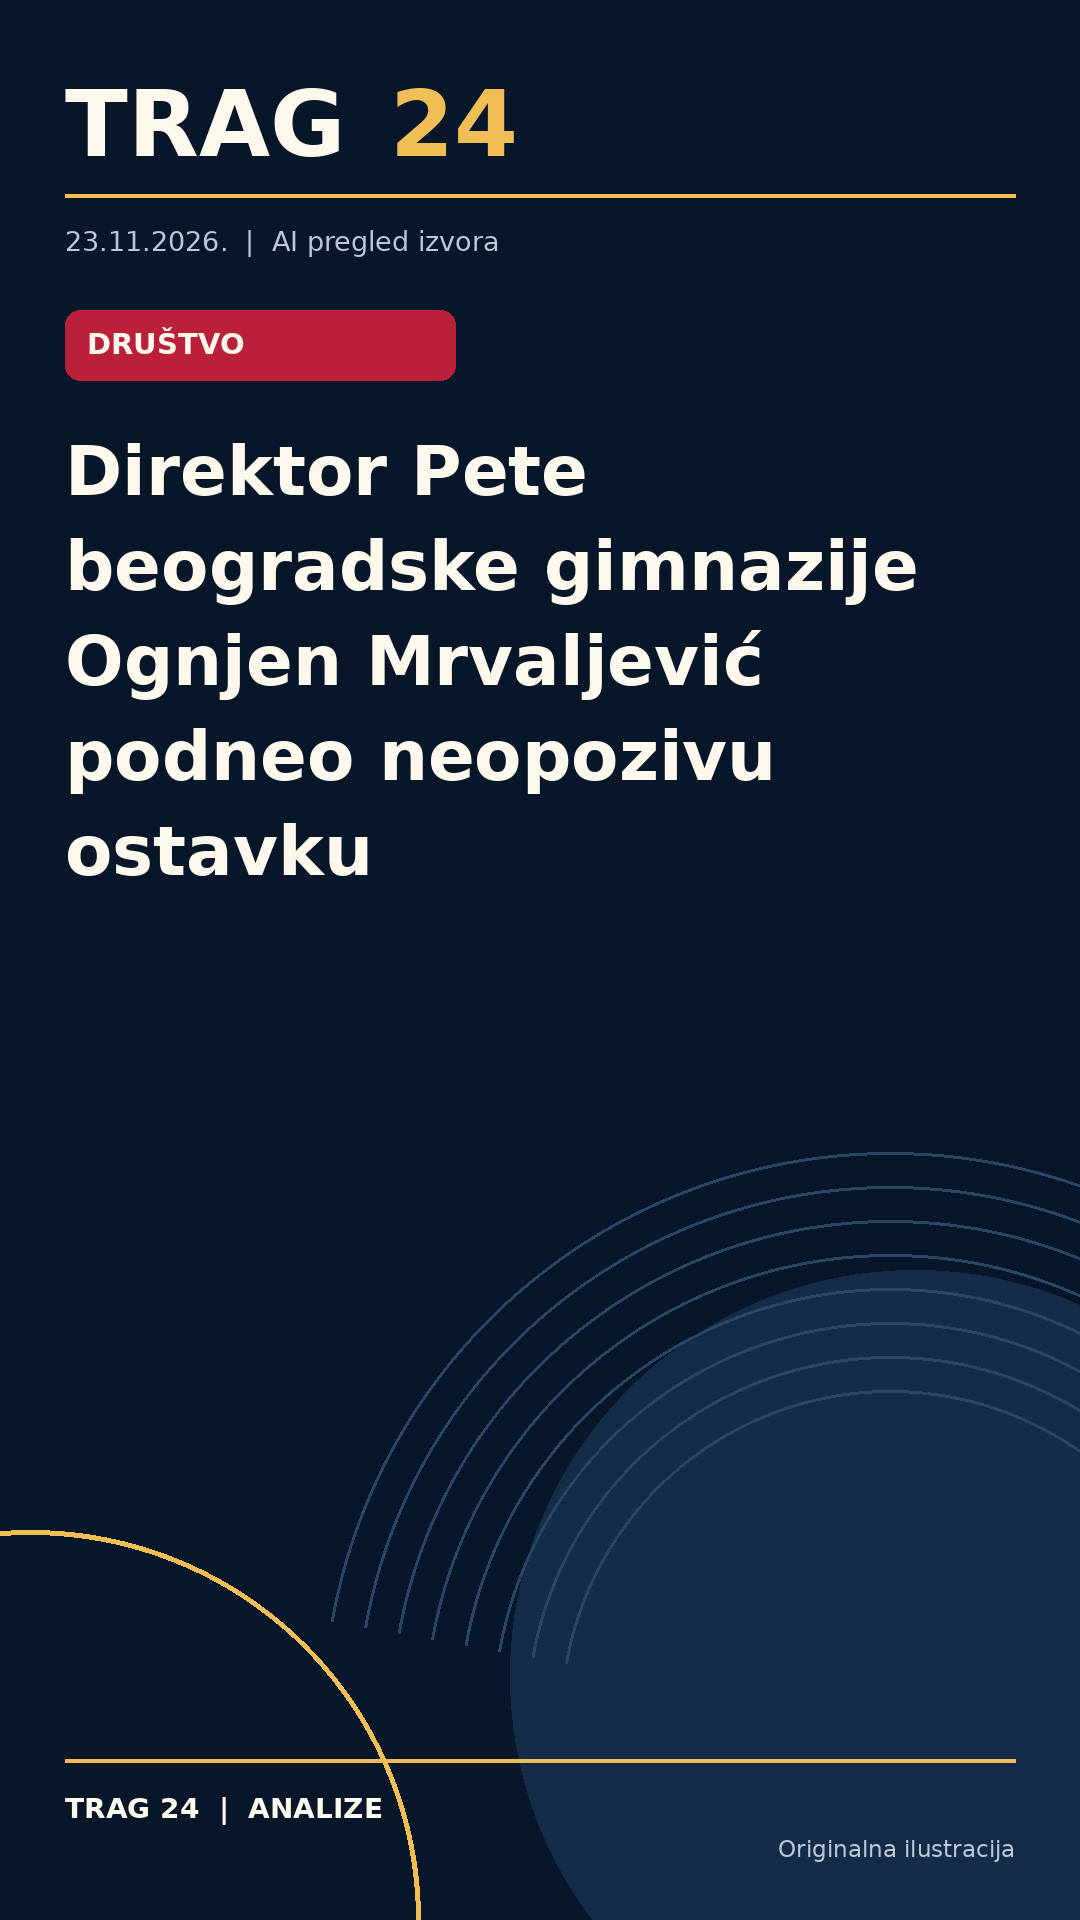 TRAG 24
23.11.2026. | AI pregled izvora
DRUŠTVO
Direktor Pete
beogradske gimnazije
Ognjen Mrvaljević
podneo neopozivu
ostavku
TRAG 24 | ANALIZE
Originalna ilustracija